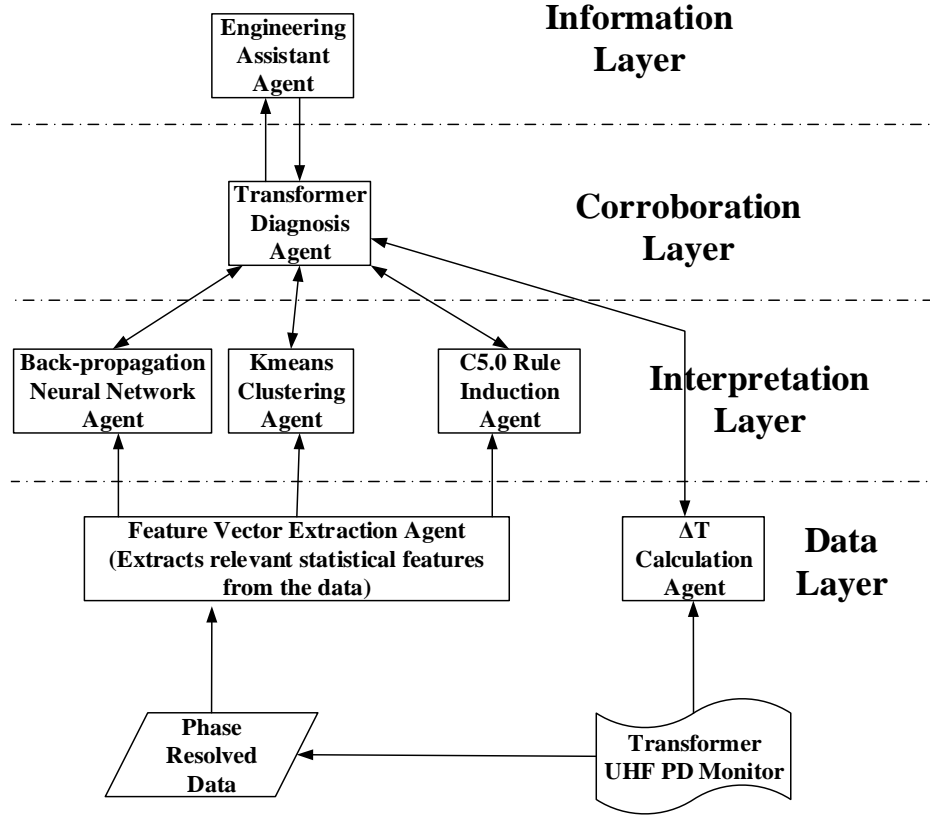 Engineering
Assistant
Agent
Information
Layer
Transformer
Diagnosis
Agent
Corroboration
Layer
Back-propagation
Neural Network
Agent
Kmeans
Clustering
Agent
C5.0 Rule
Induction
Agent
Interpretation
Layer
Feature Vector Extraction Agent
(Extracts relevant statistical features
from the data)
ΔT
Calculation
Agent
Data
Layer
Phase
Resolved
Data
Transformer
UHF PD Monitor